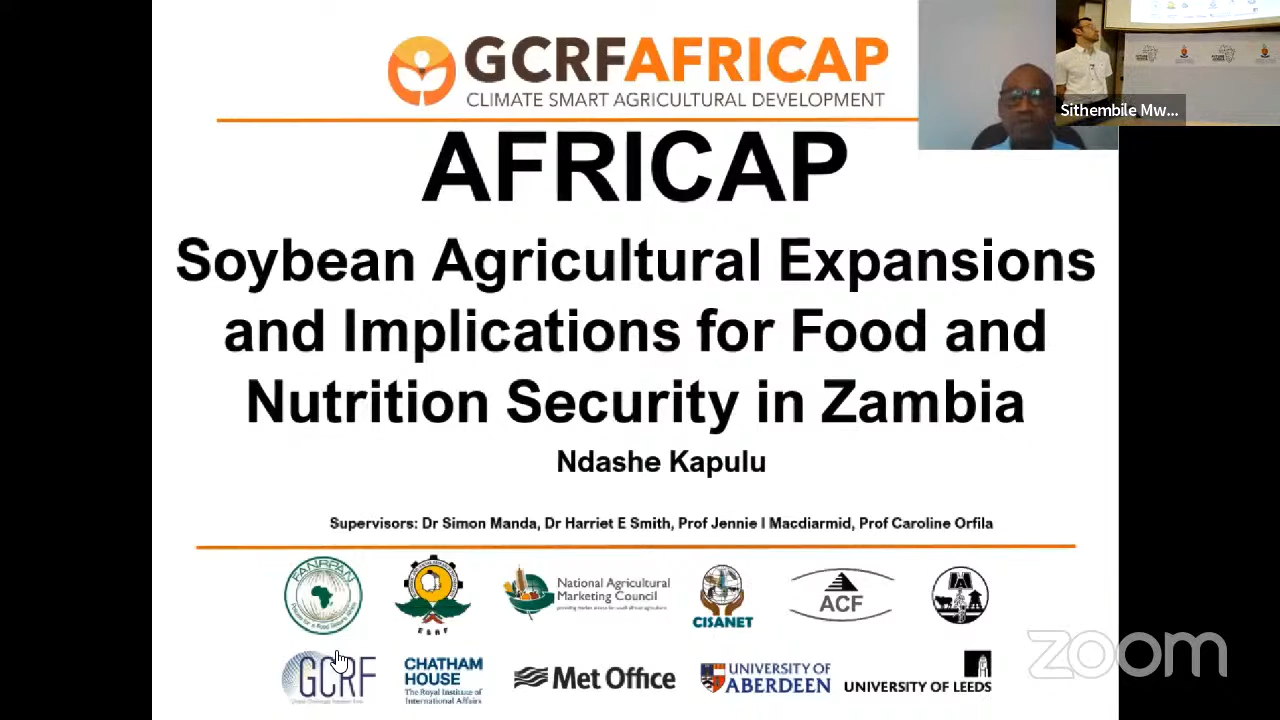 GCRFAFRICAP
CLIMATE SMART AGRICULTURAL DEVELOPMENT
Sithembile Mw...
AFRICAP
Soybean Agricultural Expansions
and Implications for Food and
Nutrition Security in Zambia
Ndashe Kapulu
Supervisors: Dr Simon Manda, Dr Harriet E Smith, Prof Jennie I Macdiarmid, Prof Caroline Orfila
FANRPAN
ESRF
National Agricultural
Marketing Council
CISANET
ACF
GCRF
CHATHAM
HOUSE
The Royal Institute of
International Affairs
Met Office
UNIVERSITY OF
ABERDEEN
UNIVERSITY OF LEEDS
zoom